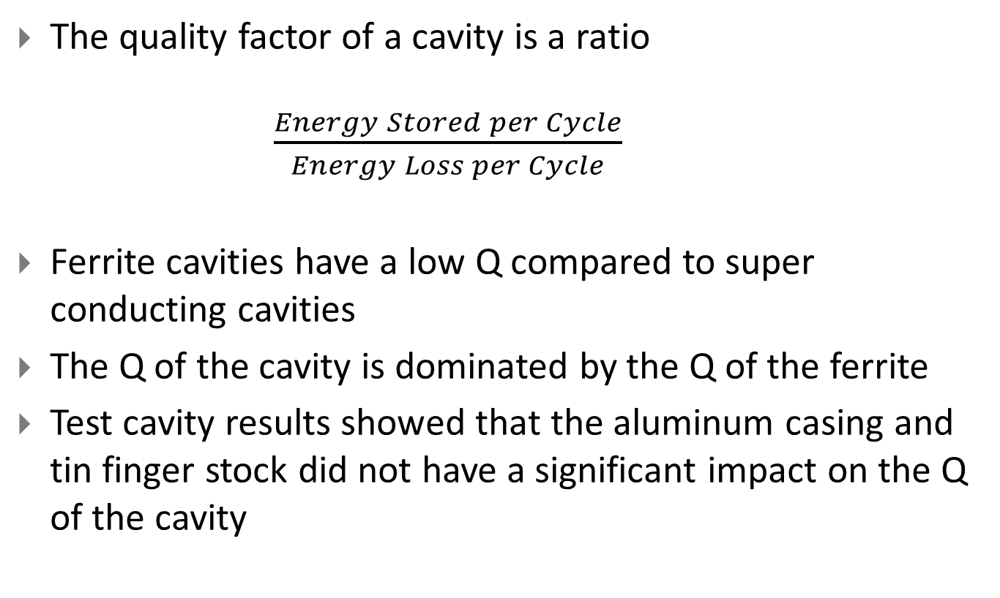 The quality factor of a cavity is a ratio
Energy Stored per Cycle
Energy Loss per Cycle
Ferrite cavities have a low Q compared to super
conducting cavities
The Q of the cavity is dominated by the Q of the ferrite
Test cavity results showed that the aluminum casing and
tin finger stock did not have a significant impact on the Q
of the cavity